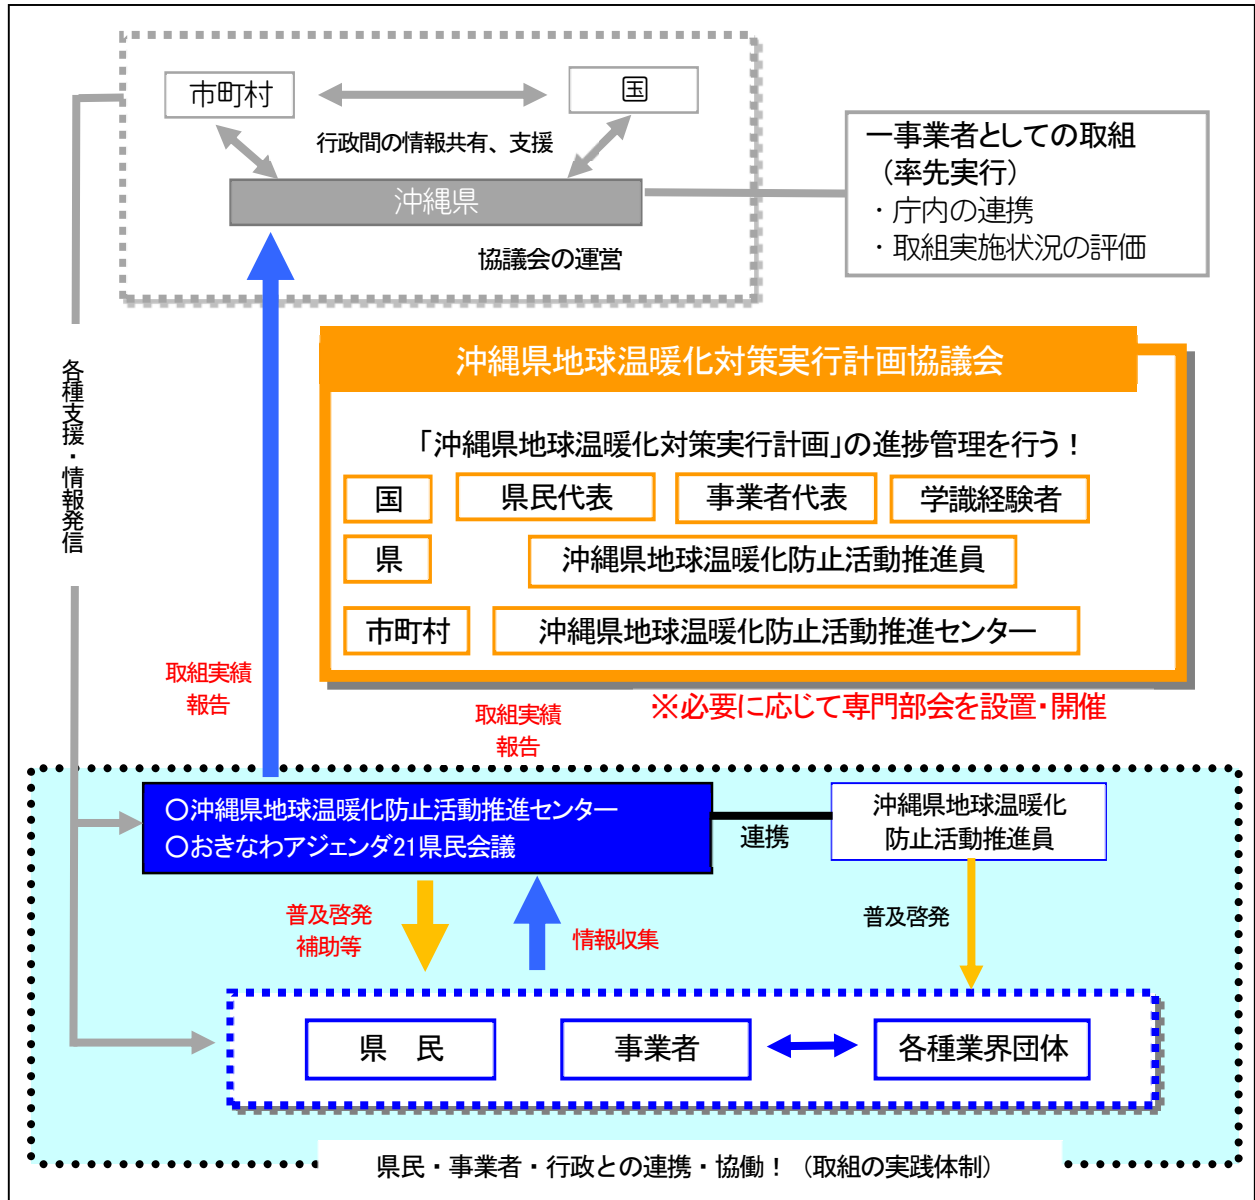 市町村
国
行政間の情報共有、支援
沖縄県
協議会の運営
一事業者としての取組
（率先実行）
・庁内の連携
・取組実施状況の評価
各種支援・情報発信
沖縄県地球温暖化対策実行計画協議会
「沖縄県地球温暖化対策実行計画」の進捗管理を行う！
国
県民代表
事業者代表
学識経験者
県
沖縄県地球温暖化防止活動推進員
市町村
沖縄県地球温暖化防止活動推進センター
※必要に応じて専門部会を設置・開催
取組実績
報告
取組実績
報告
○沖縄県地球温暖化防止活動推進センター
○おきなわアジェンダ21県民会議
連携
沖縄県地球温暖化
防止活動推進員
普及啓発
補助等
情報収集
普及啓発
県　民
事業者
各種業界団体
県民・事業者・行政との連携・協働！（取組の実践体制）